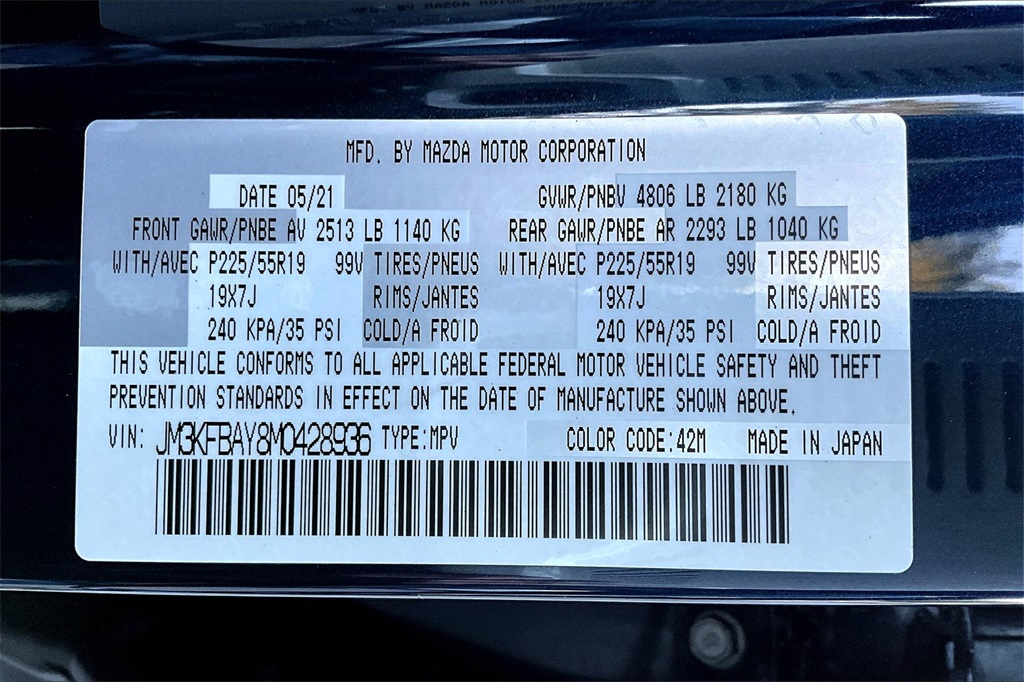 MFD. BY MAZDA MOTOR CORPORATION
DATE 05/21 GVWR/PNBV 4806 LB 2180 KG
FRONT GAWR/PNBE AV 2513 LB 1140 KG REAR GAWR/PNBE AR 2293 LB 1040 KG
WITH/AVEC P225/55R19 99V TIRES/PNEUS WITH/AVEC P225/55R19 99V TIRES/PNEUS
19X7J RIMS/JANTES 19X7J RIMS/JANTES
240 KPA/35 PSI COLD/A FROID 240 KPA/35 PSI COLD/A FROID
THIS VEHICLE CONFORMS TO ALL APPLICABLE FEDERAL MOTOR VEHICLE SAFETY AND THEFT
PREVENTION STANDARDS IN EFFECT ON THE DATE OF MANUFACTURE SHOWN ABOVE.
VIN: JM3KFBAY8M0428936 TYPE:MPV COLOR CODE:42M MADE IN JAPAN